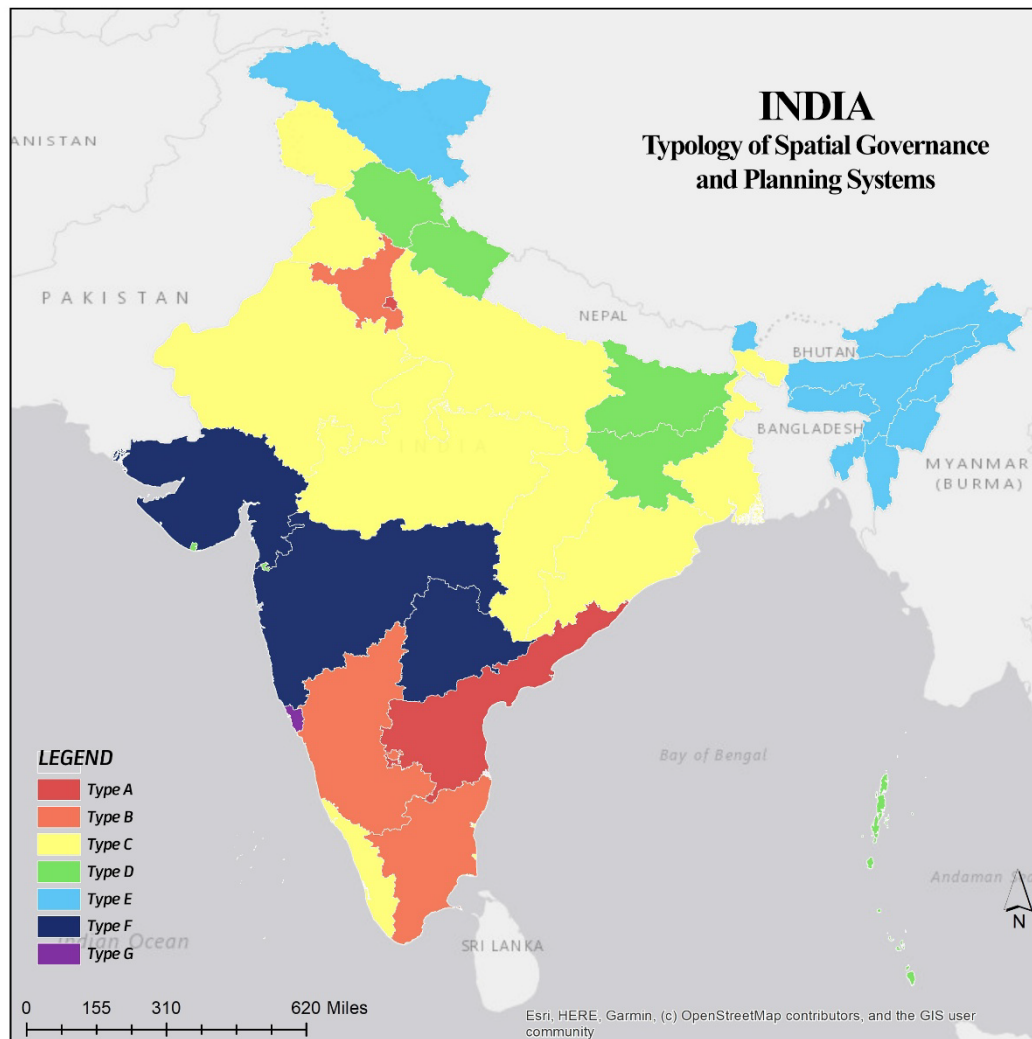 INDIA
Typology of Spatial Governance
and Planning Systems
ANISTAN
PAKISTAN
NEPAL
BHUTAN
INDIA
BANGLADESH
MYANMAR
(BURMA)
Bay of Bengal
LEGEND
Type A
Type B
Type C
Type D
Type E
Type F
Type G
Andaman Sea
N
Indian Ocean
SRI LANKA
0 155 310 620 Miles
Esri, HERE, Garmin, (c) OpenStreetMap contributors, and the GIS user
community